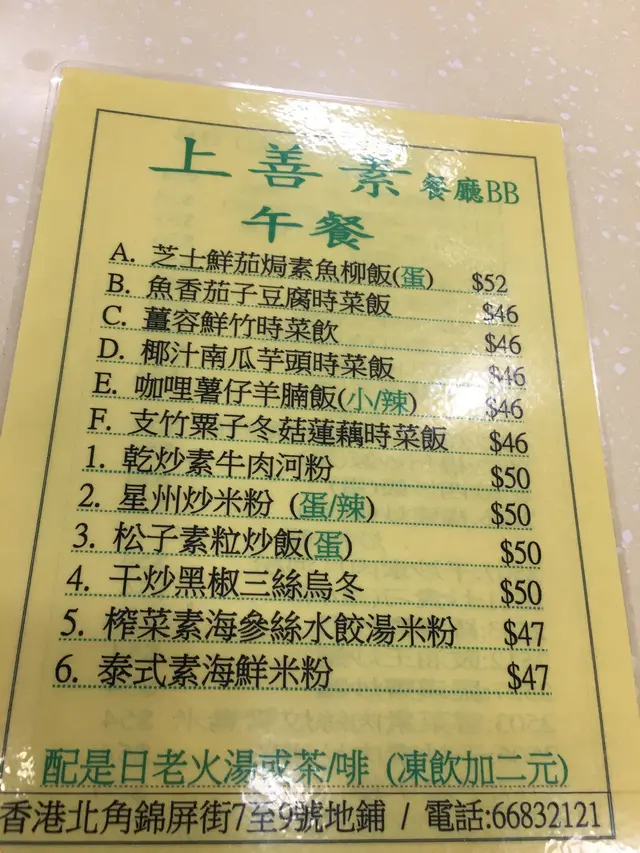 上善素餐廳BB
午餐
A. 芝士鮮茄焗素魚柳飯(蛋) $52
B. 魚香茄子豆腐時菜飯 $46
C. 薑容鮮竹時菜飲 $46
D. 椰汁南瓜芋頭時菜飯 $46
E. 咖哩薯仔羊腩飯(小/辣) $46
F. 支竹粟子冬菇蓮藕時菜飯 $46
1. 乾炒素牛肉河粉 $50
2. 星州炒米粉 (蛋/辣) $50
3. 松子素粒炒飯(蛋) $50
4. 干炒黑椒三絲烏冬 $50
5. 榨菜素海參絲水餃湯米粉 $47
6. 泰式素海鮮米粉 $47
配是日老火湯或茶/啡 (凍飲加二元)
香港北角錦屏街7至9號地鋪 / 電話:66832121